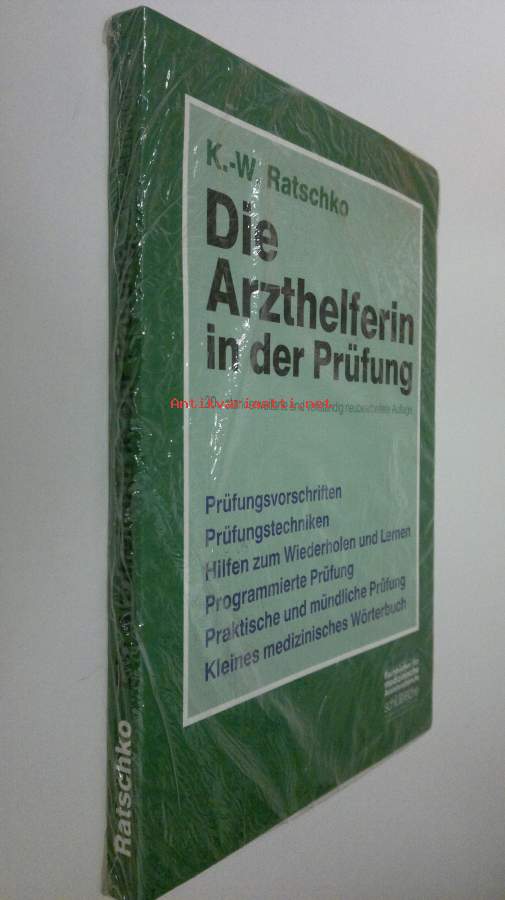 K.-W. Ratschko
Die
Arzthelferin
in der Prüfung
20., neubearbeitete Auflage
Antikvariaatti.net
Prüfungsvorschriften
Prüfungstechniken
Hilfen zum Wiederholen und Lernen
Programmierte Prüfung
Praktische und mündliche Prüfung
Kleines medizinisches Wörterbuch
Ratschko